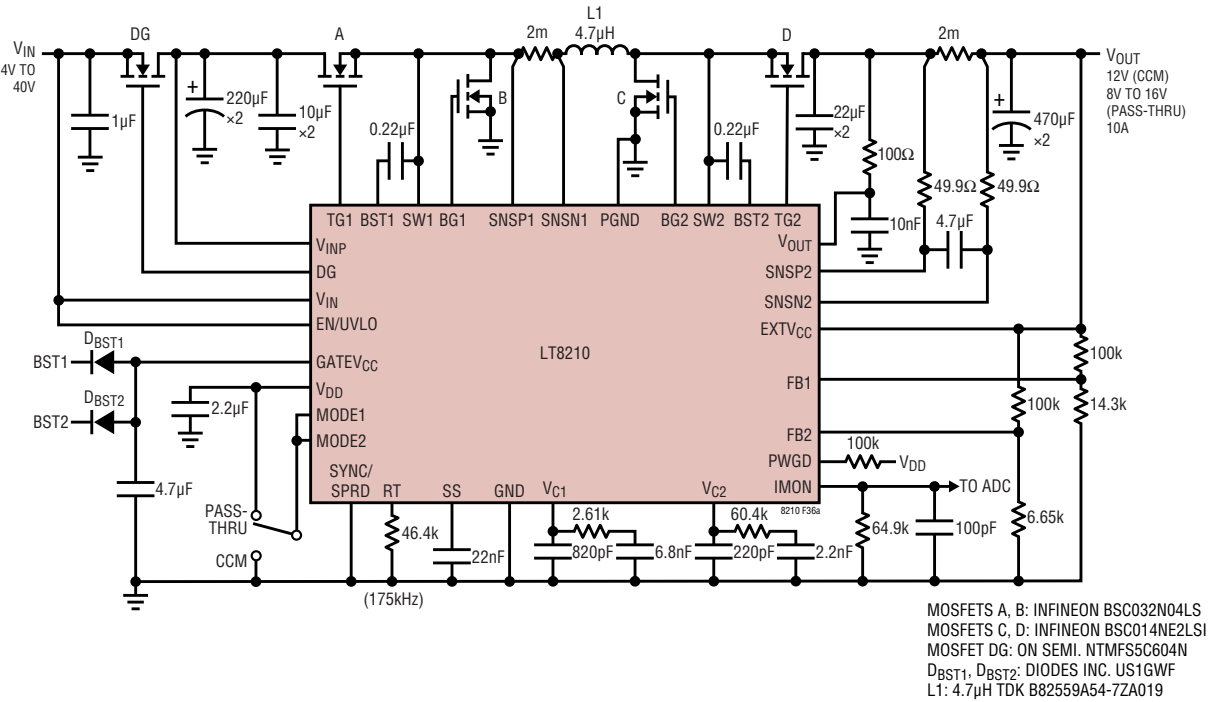 L1
DG
A
2m
4.7µH
D
2m
VIN
4V TO
40V
VOUT
12V (CCM)
8V TO 16V
(PASS-THRU)
10A
+
220µF
×2
10µF
×2
1µF
B
C
22µF
×2
+
470µF
×2
0.22µF
0.22µF
100Ω
49.9Ω
49.9Ω
10nF
4.7µF
TG1
BST1
SW1
BG1
SNSP1
SNSN1
PGND
BG2
SW2
BST2
TG2
VINP
VOUT
DG
SNSP2
VIN
SNSN2
EN/UVLO
EXTVCC
DBST1
BST1
GATEVCC
LT8210
100k
VDD
FB1
DBST2
BST2
2.2µF
MODE1
100k
14.3k
MODE2
FB2
100k
PWGD
VDD
SYNC/
SPRD
RT
SS
GND
VC1
VC2
IMON
TO ADC
8210 F36a
4.7µF
PASS-
THRU
CCM
46.4k
22nF
2.61k
820pF
6.8nF
60.4k
220pF
2.2nF
64.9k
100pF
6.65k
(175kHz)
MOSFETS A, B: INFINEON BSC032N04LS
MOSFETS C, D: INFINEON BSC014NE2LSI
MOSFET DG: ON SEMI. NTMFS5C604N
DBST1, DBST2: DIODES INC. US1GWF
L1: 4.7µH TDK B82559A54-7ZA019